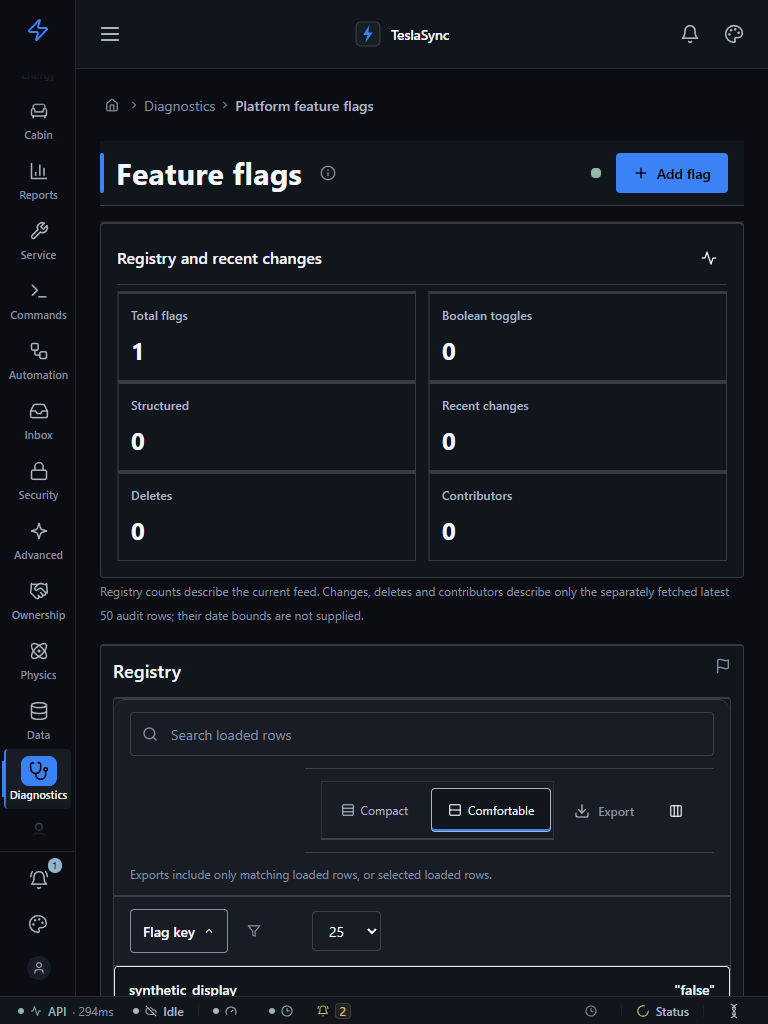 TeslaSync
Diagnostics
Platform feature flags
Cabin
Reports
Service
Commands
Automation
Inbox
Security
Advanced
Ownership
Physics
Data
Diagnostics
1
Feature flags
Add flag
Registry and recent changes
Total flags
1
Boolean toggles
0
Structured
0
Recent changes
0
Deletes
0
Contributors
0
Registry counts describe the current feed. Changes, deletes and contributors describe only the separately fetched latest
50 audit rows; their date bounds are not supplied.
Registry
Search loaded rows
Compact
Comfortable
Export
Exports include only matching loaded rows, or selected loaded rows.
Flag key
25
synthetic_display
"false"
API · 294ms
Idle
2
Status